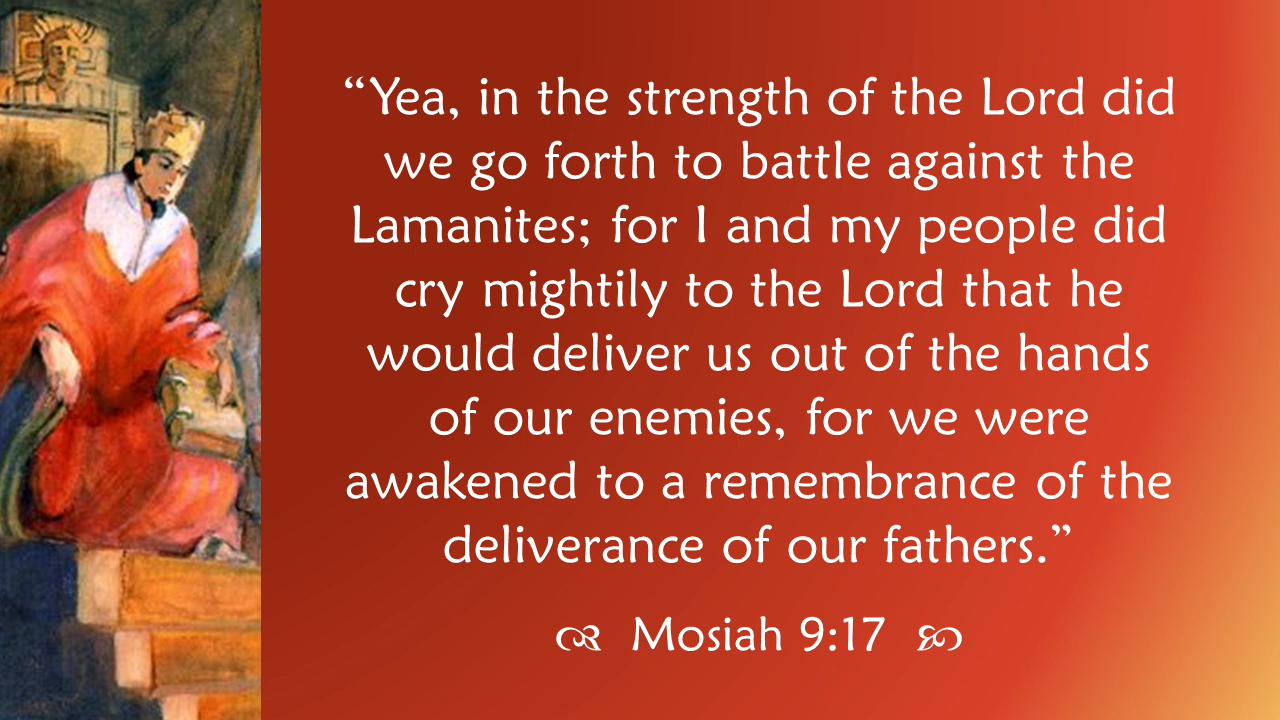 “Yea, in the strength of the Lord did
we go forth to battle against the
Lamanites; for I and my people did
cry mightily to the Lord that he
would deliver us out of the hands
of our enemies, for we were
awakened to a remembrance of the
deliverance of our fathers.”
Mosiah 9:17